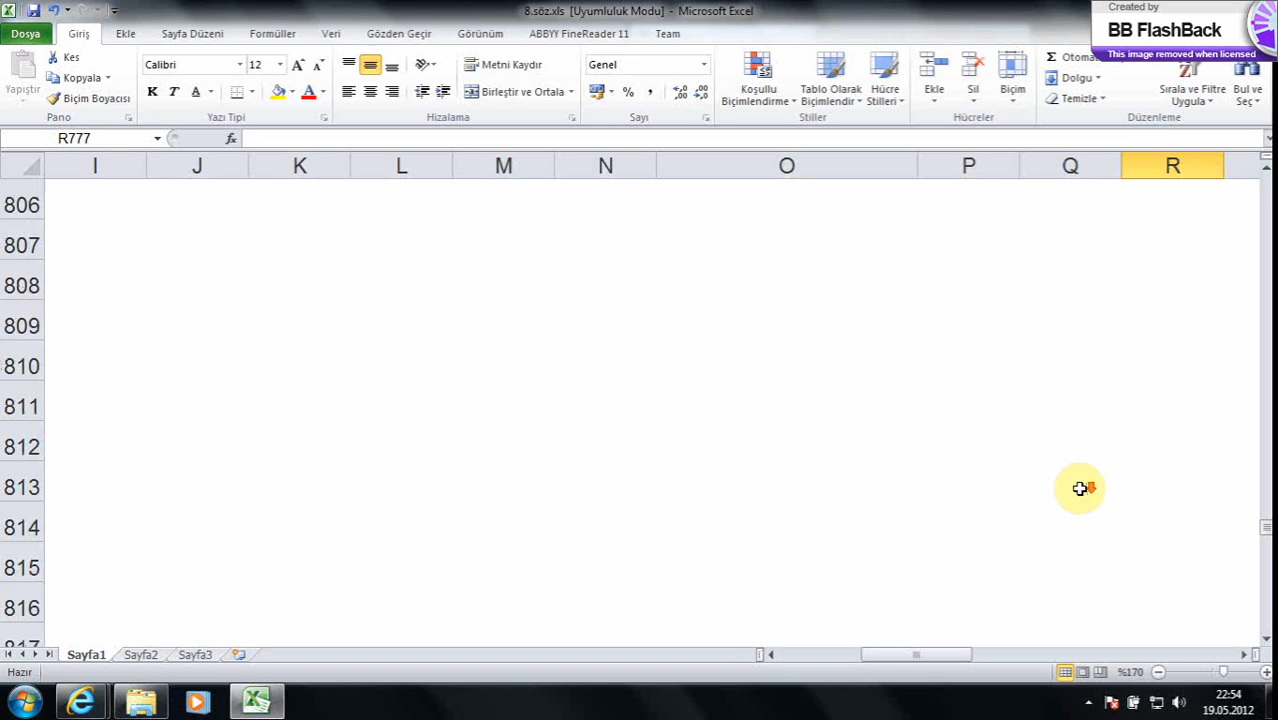 8.söz.xls [Uyumluluk Modu] - Microsoft Excel
Created by
BB FlashBack
This image removed when licensed
Dosya Giriş Ekle Sayfa Düzeni Formüller Veri Gözden Geçir Görünüm ABBYY FineReader 11 Team
Yapıştır
Kes
Kopyala
Biçim Boyacısı
Pano
Calibri 12
Yazı Tipi
Metni Kaydır
Birleştir ve Ortala
Hizalama
Genel
Sayı
Koşullu Biçimlendirme
Tablo Olarak Biçimlendir
Hücre Stilleri
Stiller
Ekle
Sil
Biçim
Hücreler
Σ Otoma
Dolgu
Temizle
Sırala ve Filtre Uygula
Bul ve Seç
Düzenleme
R777 fx
I J K L M N O P Q R
806
807
808
809
810
811
812
813
814
815
816
817
Sayfa1 Sayfa2 Sayfa3
Hazır %170
22:54
19.05.2012